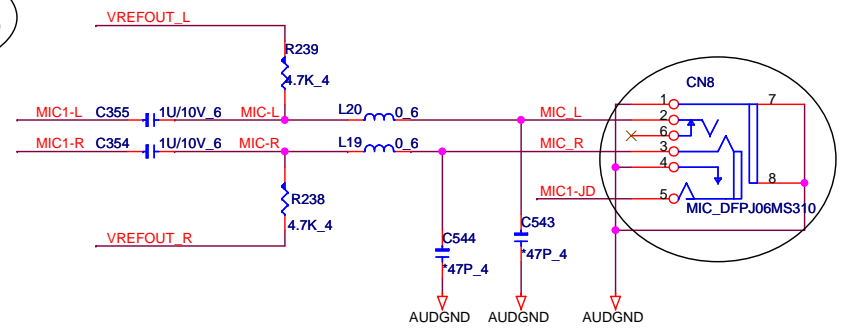 VREFOUT_L
R239
4.7K_4
CN8
MIC1-L C355 1U/10V_6 MIC-L L20 0_6 MIC_L
MIC1-R C354 1U/10V_6 MIC-R L19 0_6 MIC_R
1
2
6
3
4
5
7
8
MIC1-JD
MIC_DFPJ06MS310
R238
4.7K_4
VREFOUT_R
C544
*47P_4
C543
*47P_4
AUDGND AUDGND AUDGND